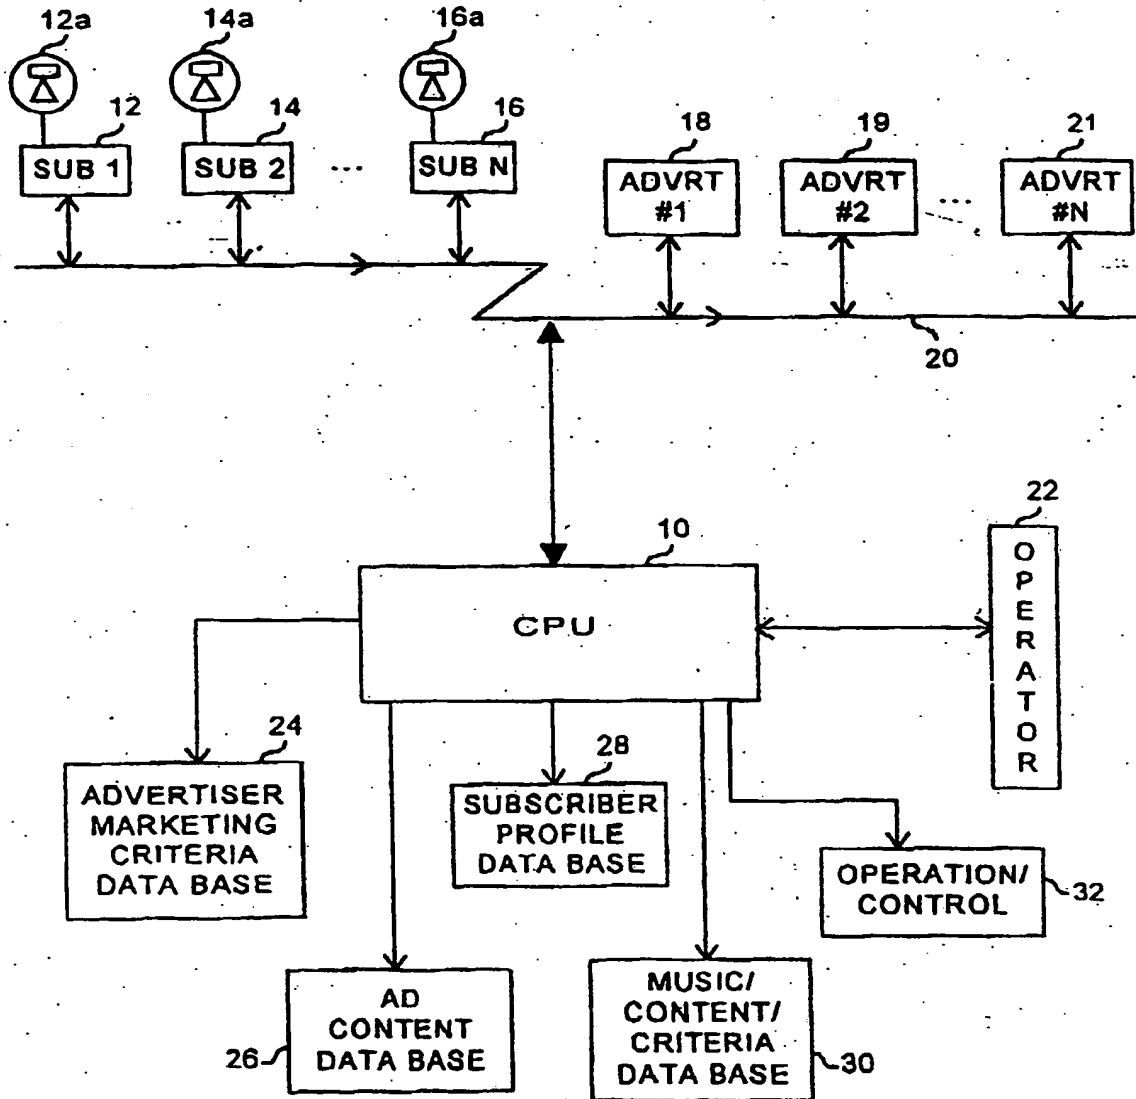 12a
14a
16a
12
14
16
18
19
21
SUB 1
SUB 2
...
SUB N
ADVRT
#1
ADVRT
#2
...
ADVRT
#N
20
10
22
CPU
OPERATOR
24
ADVERTISER
MARKETING
CRITERIA
DATA BASE
28
SUBSCRIBER
PROFILE
DATA BASE
OPERATION/
CONTROL
32
AD
CONTENT
DATA BASE
26
MUSIC/
CONTENT/
CRITERIA
DATA BASE
30